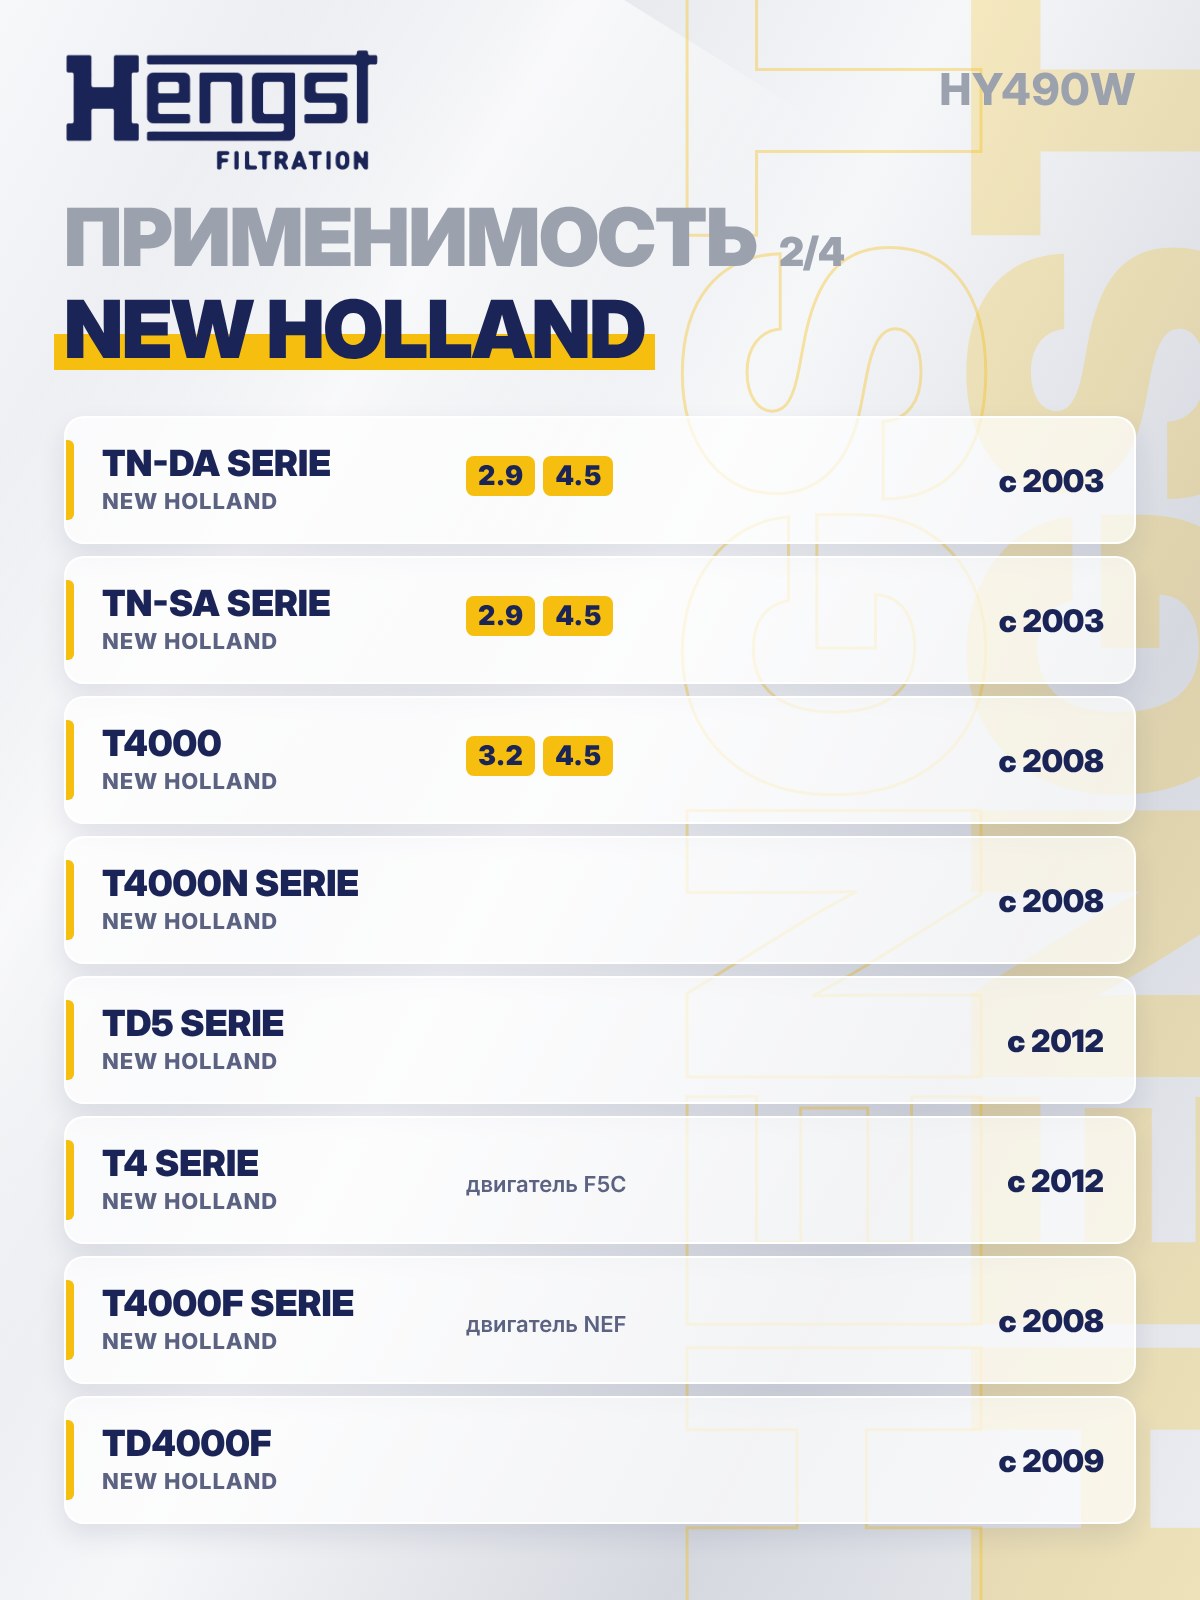 Hengst
FILTRATION
HY490W
ПРИМЕНИМОСТЬ 2/4
NEW HOLLAND
TN-DA SERIE
NEW HOLLAND
2.9 4.5
с 2003
TN-SA SERIE
NEW HOLLAND
2.9 4.5
с 2003
T4000
NEW HOLLAND
3.2 4.5
с 2008
T4000N SERIE
NEW HOLLAND
с 2008
TD5 SERIE
NEW HOLLAND
с 2012
T4 SERIE
NEW HOLLAND
двигатель F5C
с 2012
T4000F SERIE
NEW HOLLAND
двигатель NEF
с 2008
TD4000F
NEW HOLLAND
с 2009
HENGST
HENGST